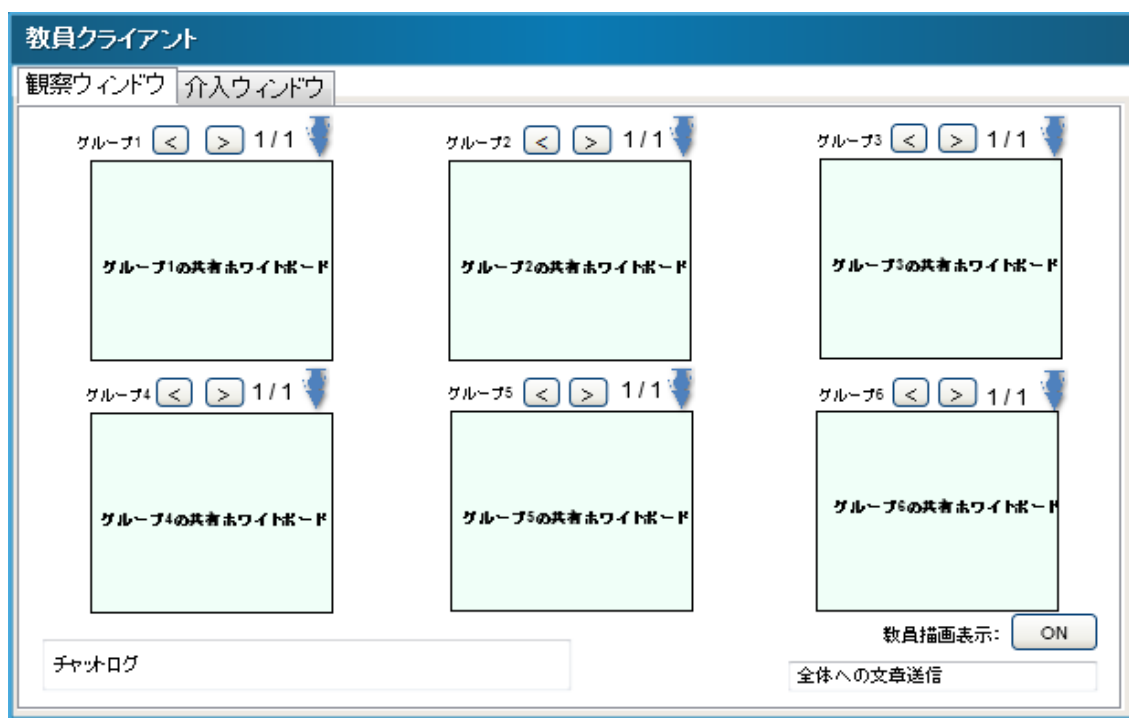 教員クライアント
観察ウィンドウ 介入ウィンドウ
グループ1 < > 1 / 1 グループ2 < > 1 / 1 グループ3 < > 1 / 1
グループ1の共有ホワイトボード グループ2の共有ホワイトボード グループ3の共有ホワイトボード
グループ4 < > 1 / 1 グループ5 < > 1 / 1 グループ6 < > 1 / 1
グループ4の共有ホワイトボード グループ5の共有ホワイトボード グループ6の共有ホワイトボード
教員描画表示: ON
チャットログ 全体への文章送信